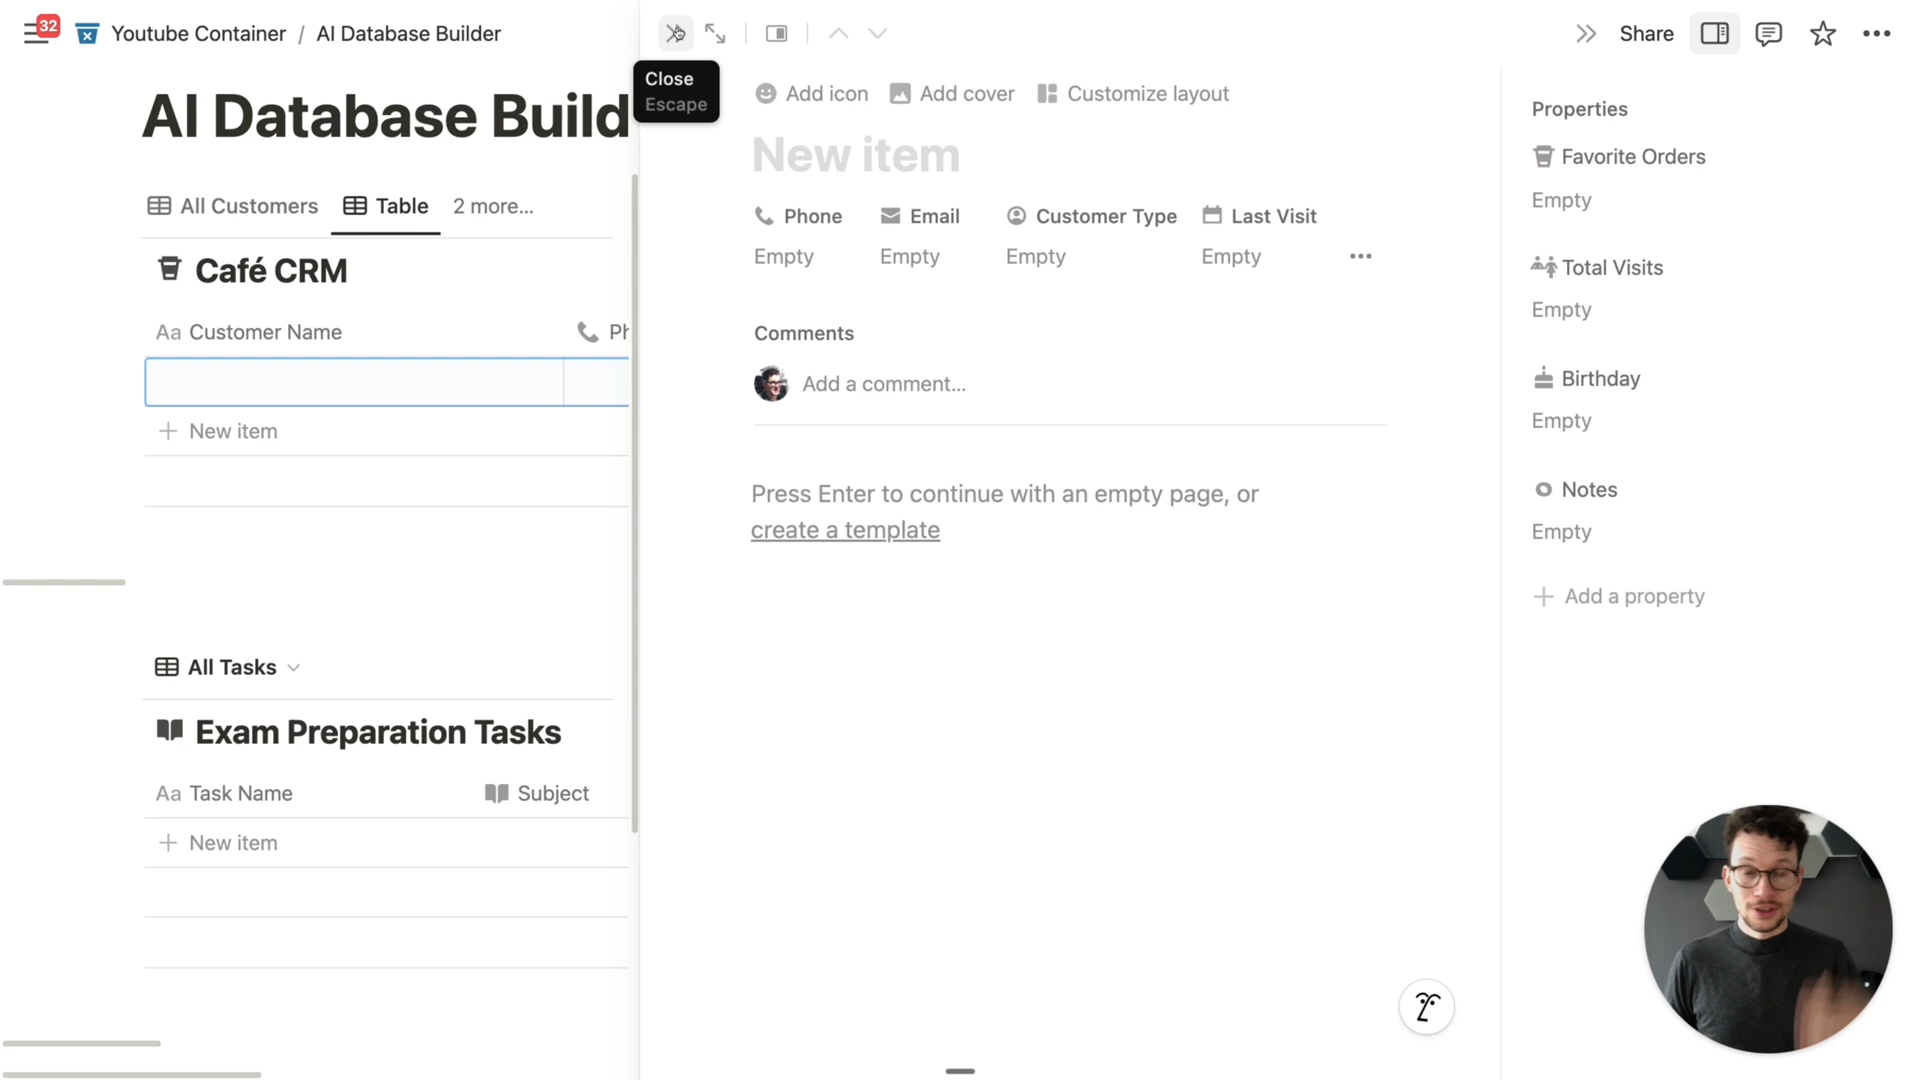 32
Youtube Container / AI Database Builder
Share
Close
Escape
AI Database Build
Add icon
Add cover
Customize layout
New item
All Customers
Table
2 more...
Café CRM
Aa Customer Name
Ph
New item
Phone
Email
Customer Type
Last Visit
Empty
Empty
Empty
Empty
Comments
Add a comment...
Press Enter to continue with an empty page, or
create a template
Properties
Favorite Orders
Empty
Total Visits
Empty
Birthday
Empty
Notes
Empty
Add a property
All Tasks
Exam Preparation Tasks
Aa Task Name
Subject
New item